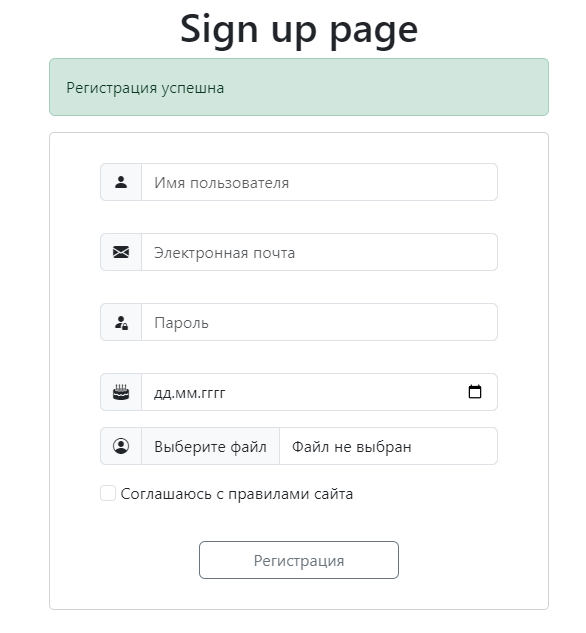 Sign up page
Регистрация успешна
Имя пользователя
Электронная почта
Пароль
дд.мм.гггг
Выберите файл Файл не выбран
Соглашаюсь с правилами сайта
Регистрация